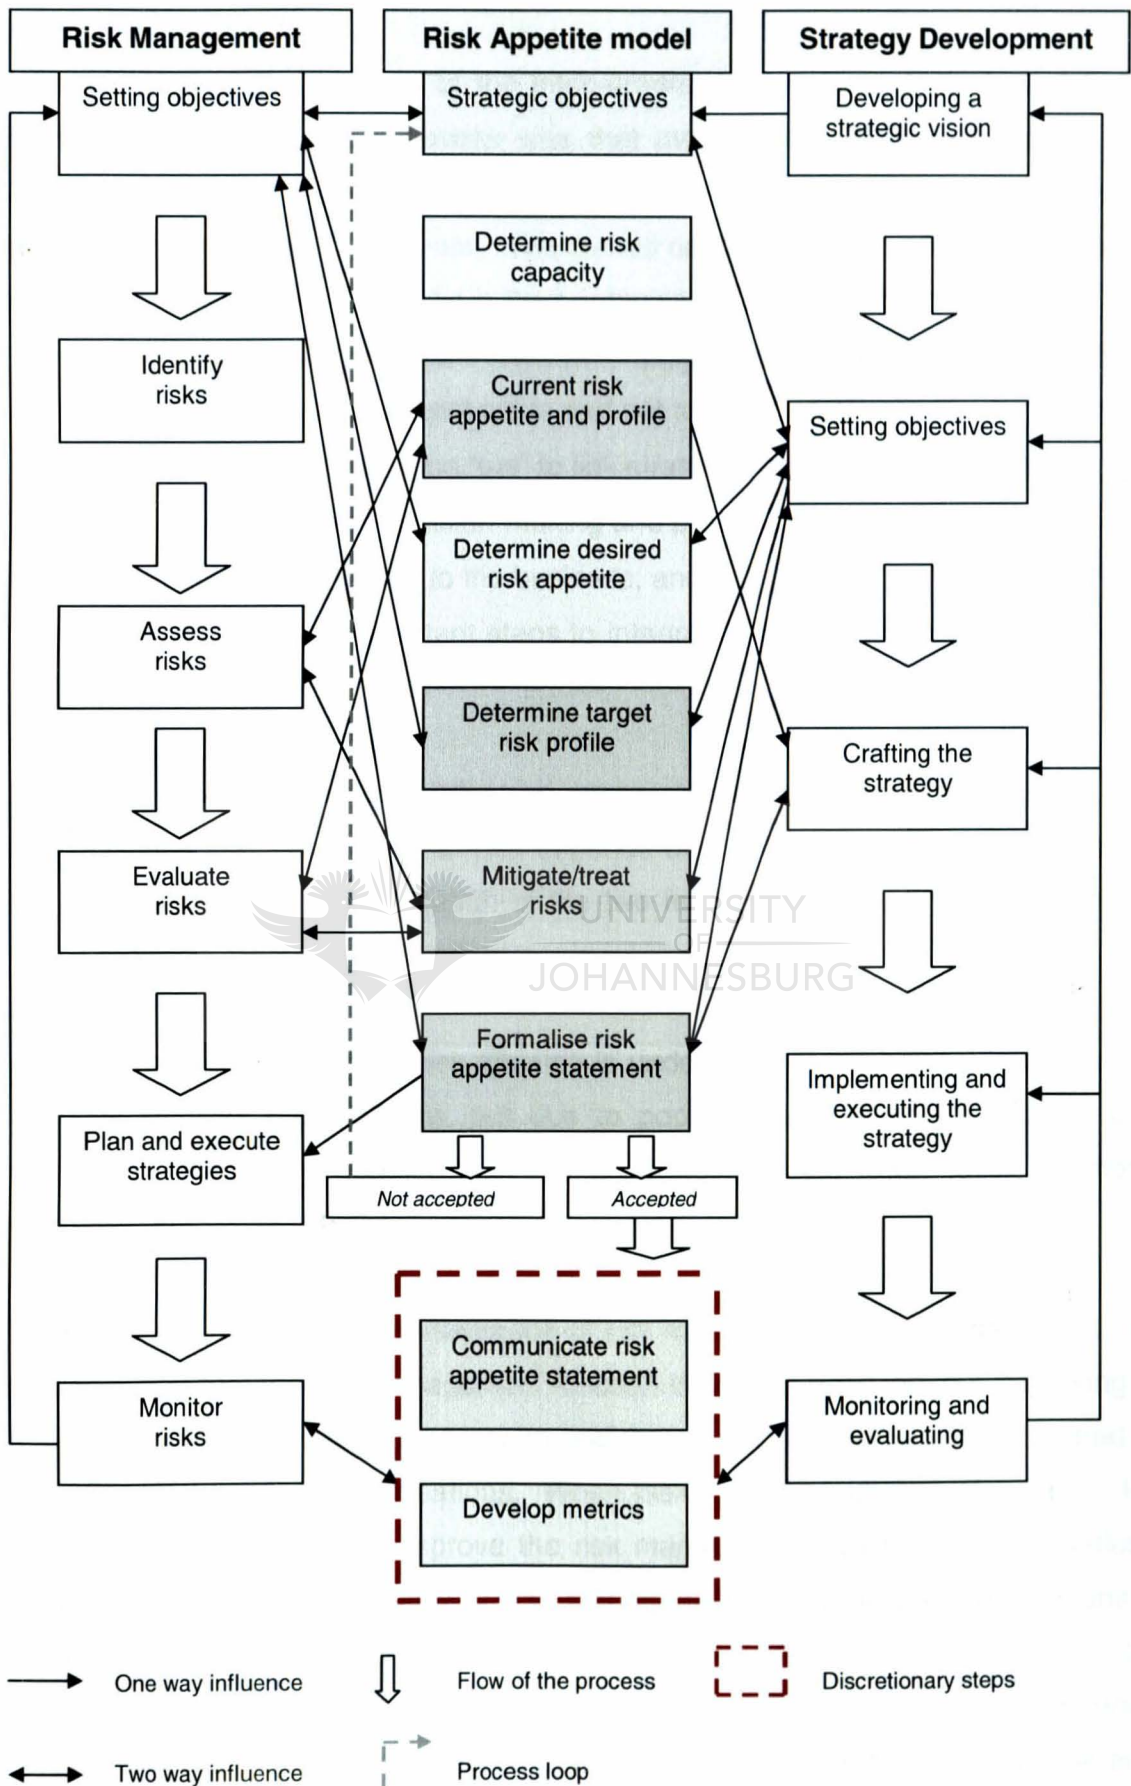 Risk Management
Risk Appetite model
Strategy Development
Setting objectives
Strategic objectives
Developing a
strategic vision
Determine risk
capacity
Identify
risks
Current risk
appetite and profile
Setting objectives
Determine desired
risk appetite
Assess
risks
Determine target
risk profile
Crafting the
strategy
Evaluate
risks
Mitigate/treat
risks
UNIVERSITY
OF
JOHANNESBURG
Formalise risk
appetite statement
Implementing and
executing the
strategy
Plan and execute
strategies
Not accepted
Accepted
Communicate risk
appetite statement
Monitor
risks
Monitoring and
evaluating
Develop metrics
One way influence
Flow of the process
Discretionary steps
Two way influence
Process loop